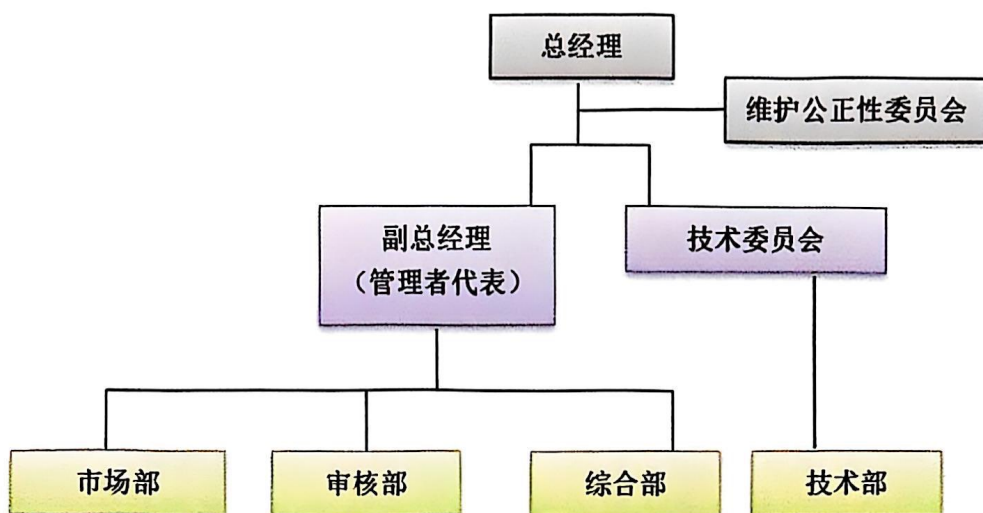 总经理
维护公正性委员会
副总经理
（管理者代表）
技术委员会
市场部
审核部
综合部
技术部